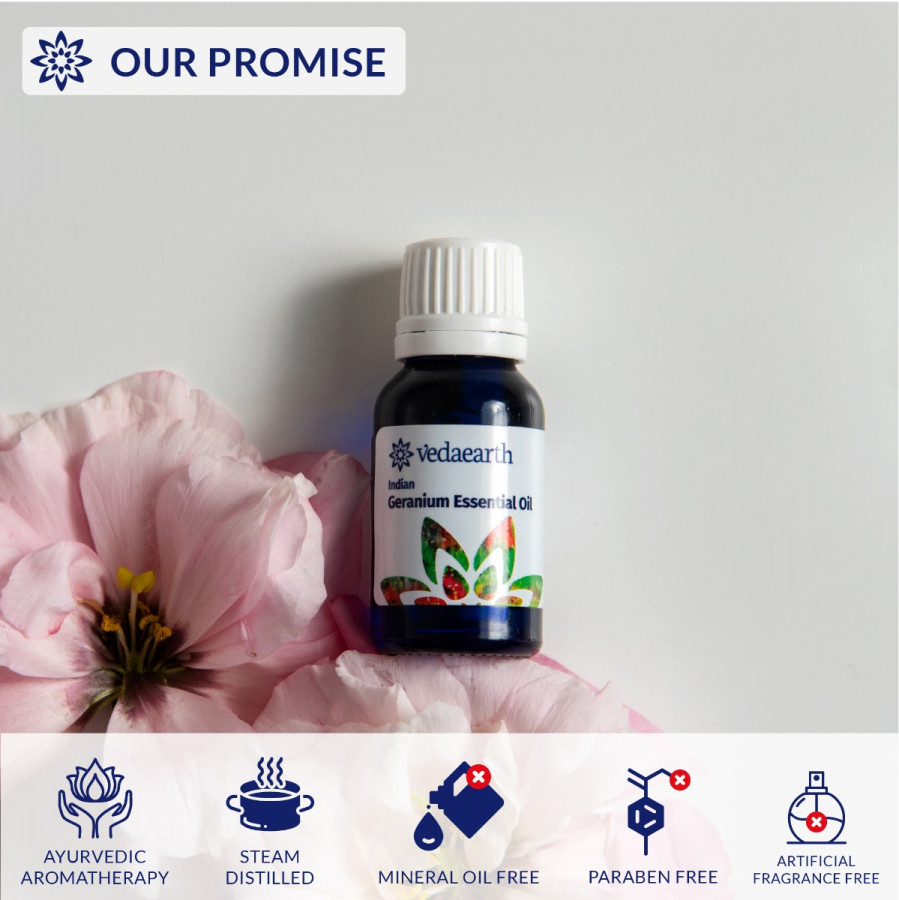 OUR PROMISE
vedaearth
Indian
Geranium Essential Oil
AYURVEDIC
AROMATHERAPY
STEAM
DISTILLED
MINERAL OIL FREE
PARABEN FREE
ARTIFICIAL
FRAGRANCE FREE